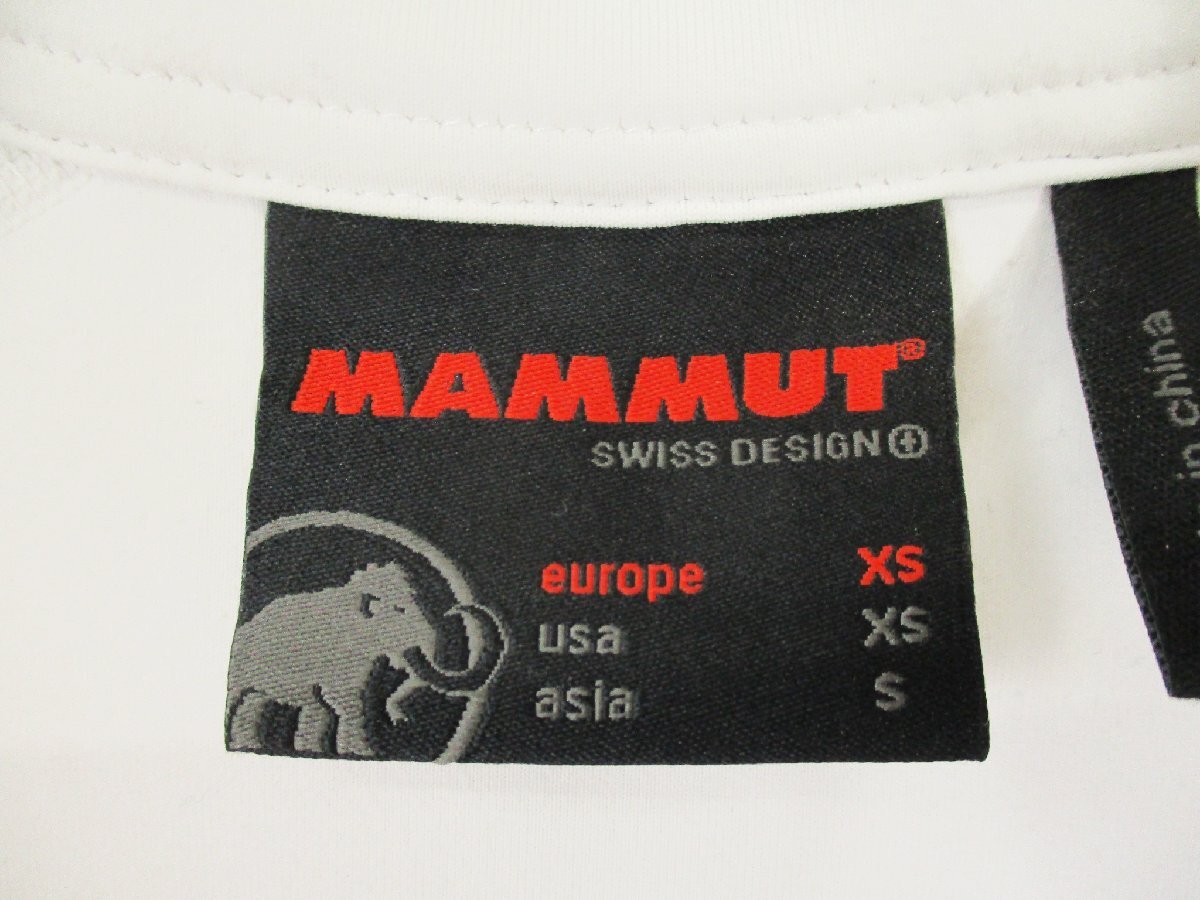 MAMMUT®
SWISS DESIGN
europe XS
usa XS
asia S
in china